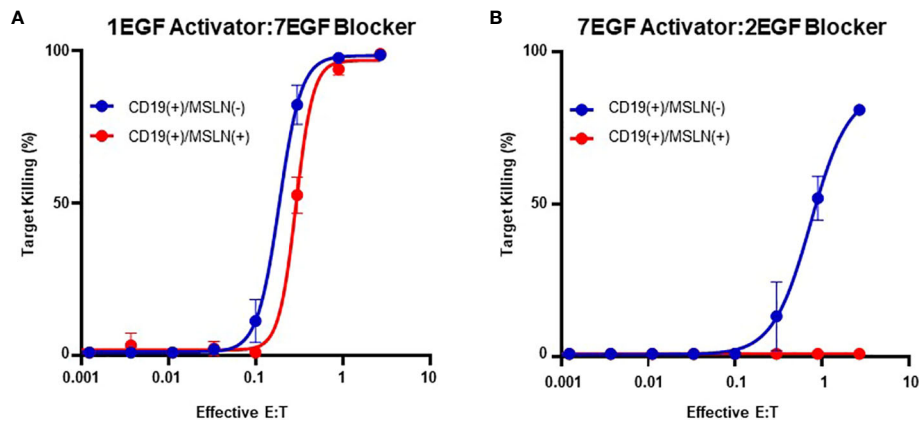 A
1EGF Activator:7EGF Blocker
100
50
0
Target Killing (%)
CD19(+)/MSLN(-)
CD19(+)/MSLN(+)
0.001
0.01
0.1
1
10
Effective E:T
B
7EGF Activator:2EGF Blocker
100
50
0
Target Killing (%)
CD19(+)/MSLN(-)
CD19(+)/MSLN(+)
0.001
0.01
0.1
1
10
Effective E:T